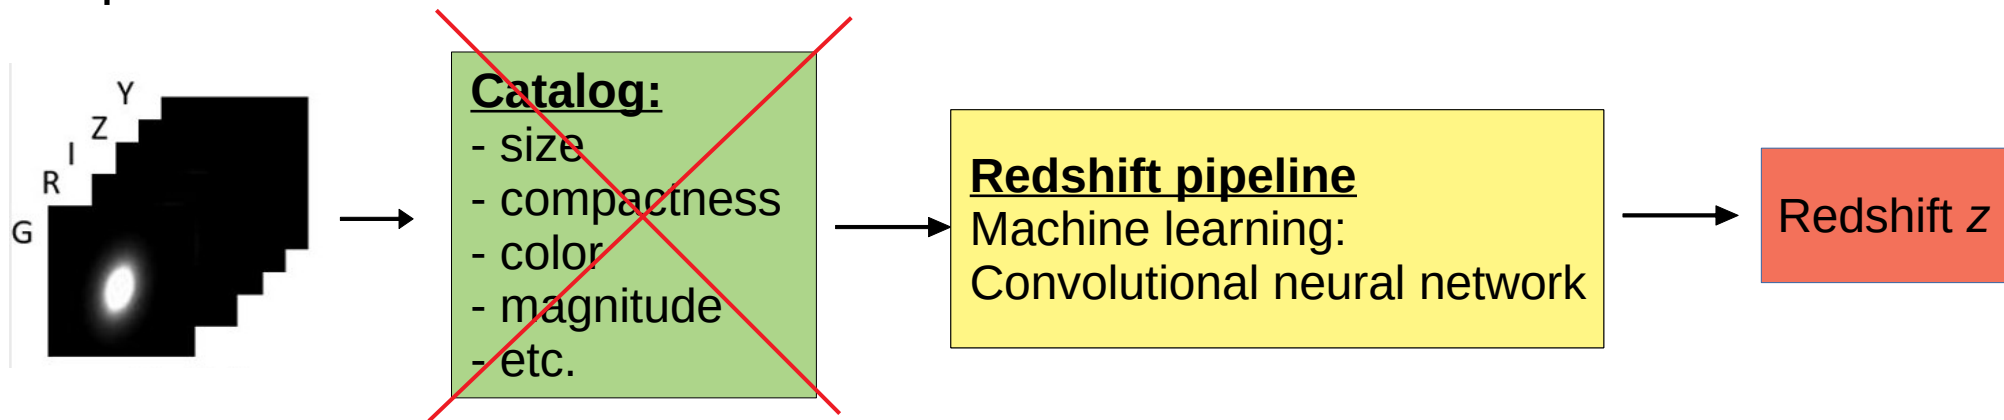 Y
Z
I
R
G
Catalog:
- size
- compactness
- color
- magnitude
- etc.
Redshift pipeline
Machine learning:
Convolutional neural network
Redshift z